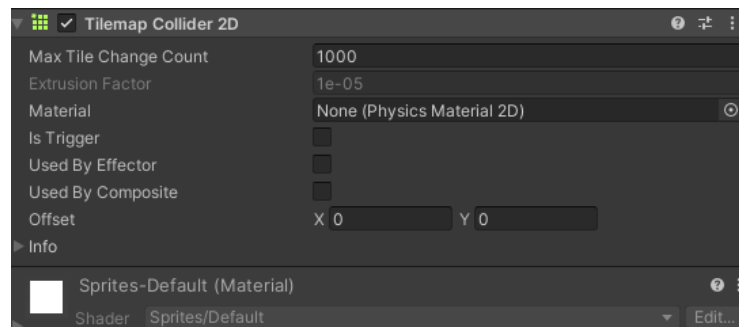 Tilemap Collider 2D
Max Tile Change Count 1000
Extrusion Factor 1e-05
Material None (Physics Material 2D)
Is Trigger
Used By Effector
Used By Composite
Offset X 0 Y 0
Info
Sprites-Default (Material)
Shader Sprites/Default Edit...